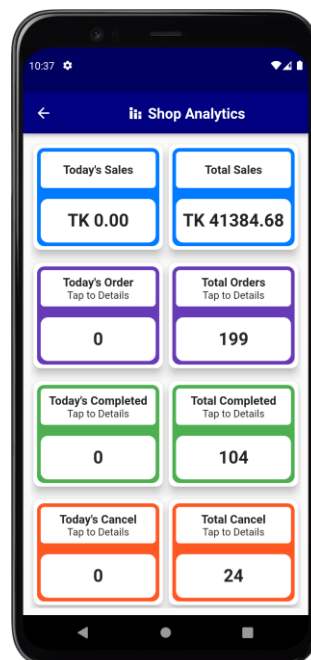 10:37
Shop Analytics
Today's Sales
TK 0.00
Total Sales
TK 41384.68
Today's Order
Tap to Details
0
Total Orders
Tap to Details
199
Today's Completed
Tap to Details
0
Total Completed
Tap to Details
104
Today's Cancel
Tap to Details
0
Total Cancel
Tap to Details
24